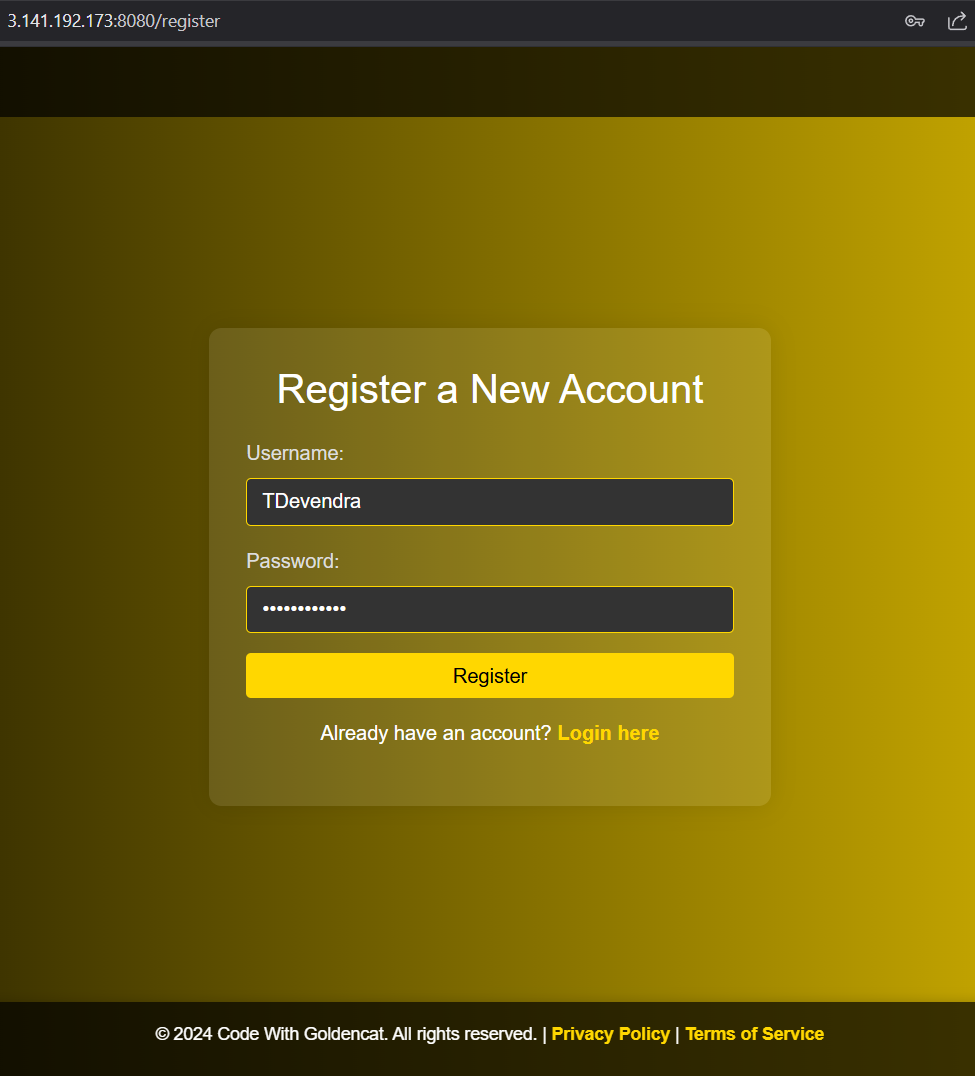 3.141.192.173:8080/register
Register a New Account
Username:
TDevendra
Password:
••••••••••••
Register
Already have an account? Login here
© 2024 Code With Goldencat. All rights reserved. | Privacy Policy | Terms of Service